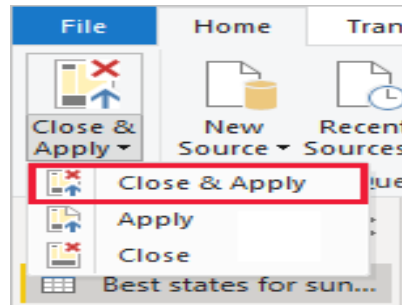 File Home Tran
Close & New Recent
Apply Source Sources
Close & Apply
Apply
Close
Best states for sun...